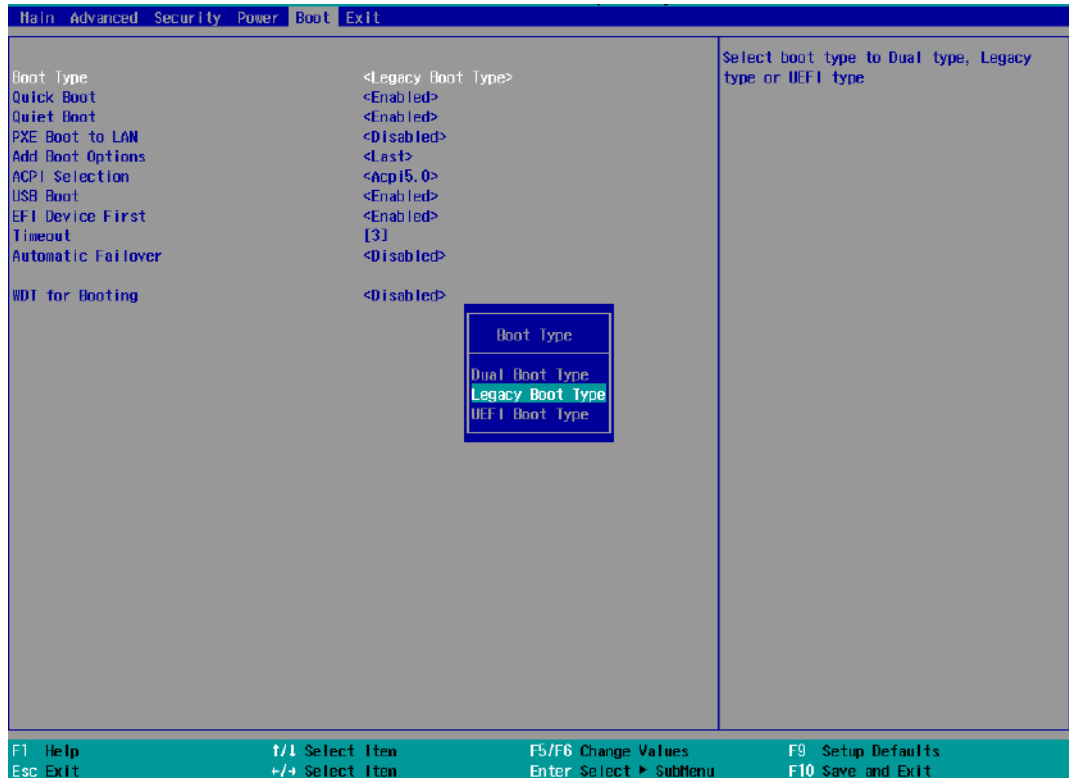 Main Advanced Security Power Boot Exit
Boot Type <Legacy Boot Type>
Quick Boot <Enabled>
Quiet Boot <Enabled>
PXE Boot to LAN <Disabled>
Add Boot Options <Last>
ACPI Selection <Acpi5.0>
USB Boot <Enabled>
EFI Device First <Enabled>
Timeout [3]
Automatic Failover <Disabled>
WDT for Booting <Disabled>
Select boot type to Dual type, Legacy
type or UEFI type
Boot Type
Dual Boot Type
Legacy Boot Type
UEFI Boot Type
F1 Help ↑/↓ Select Item F5/F6 Change Values F9 Setup Defaults
Esc Exit ←/→ Select Item Enter Select ► SubMenu F10 Save and Exit